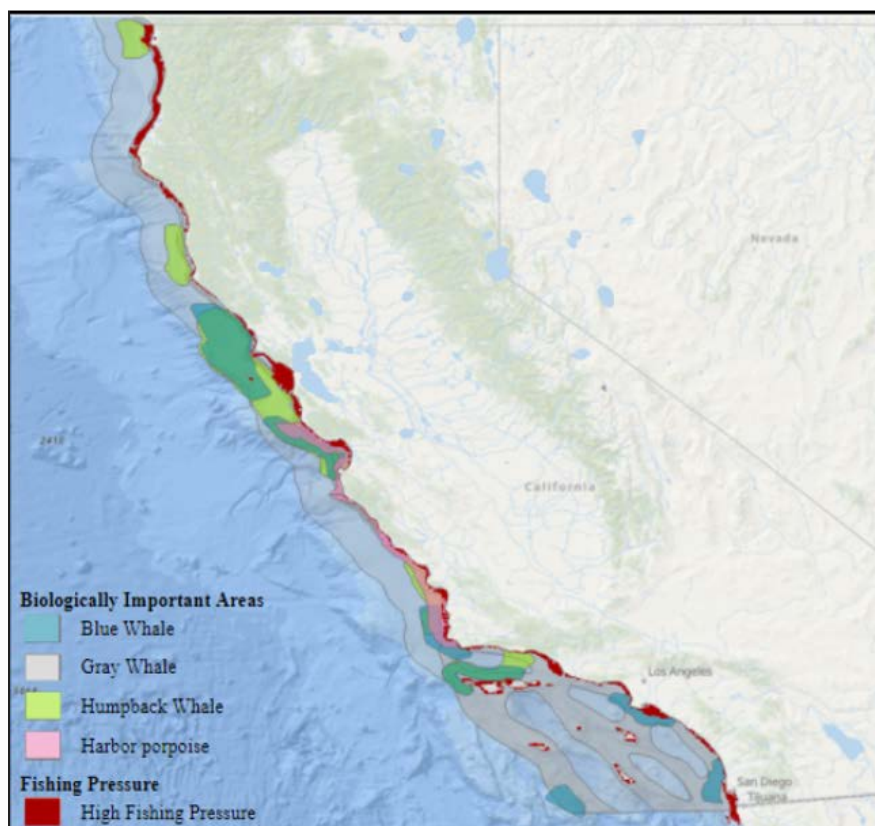 Nevada
2410
California
Biologically Important Areas
Blue Whale
Gray Whale
Los Angeles
Humpback Whale
Harbor porpoise
Fishing Pressure
San Diego
Tijuana
High Fishing Pressure